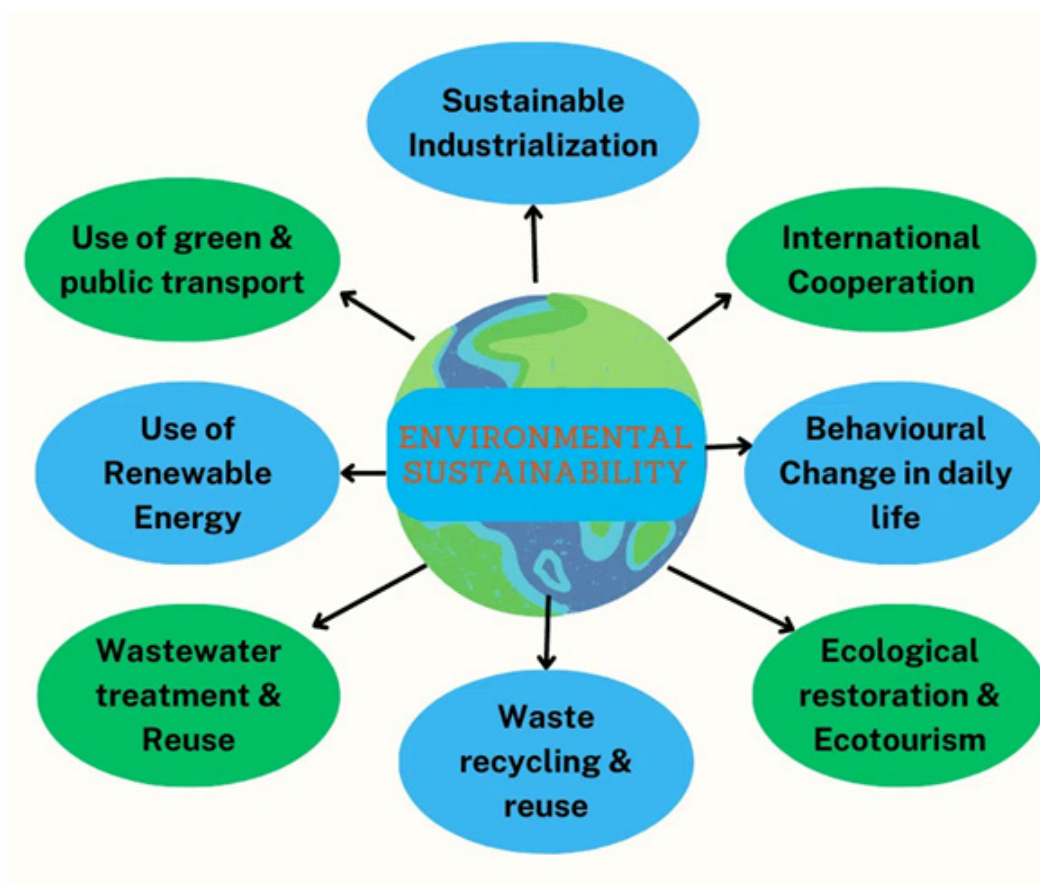 Sustainable
Industrialization
Use of green &
public transport
International
Cooperation
ENVIRONMENTAL
SUSTAINABILITY
Use of
Renewable
Energy
Behavioural
Change in daily
life
Wastewater
treatment &
Reuse
Waste
recycling &
reuse
Ecological
restoration &
Ecotourism